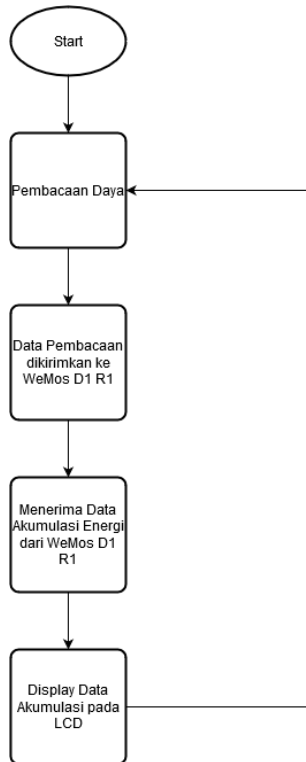 Start
Pembacaan Daya
Data Pembacaan
dikirimkan ke
WeMos D1 R1
Menerima Data
Akumulasi Energi
dari WeMos D1
R1
Display Data
Akumulasi pada
LCD